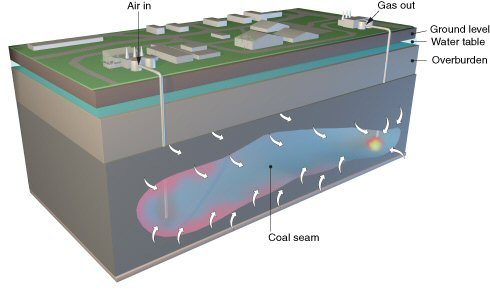 Air in
Gas out
Ground level
Water table
Overburden
Coal seam